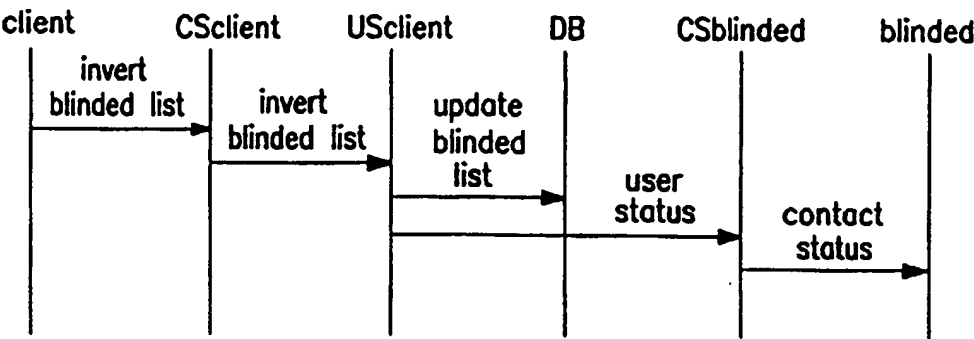 client CSclient USclient DB CSblinded blinded
invert
blinded list
invert
blinded list
update
blinded
list
user
status
contact
status